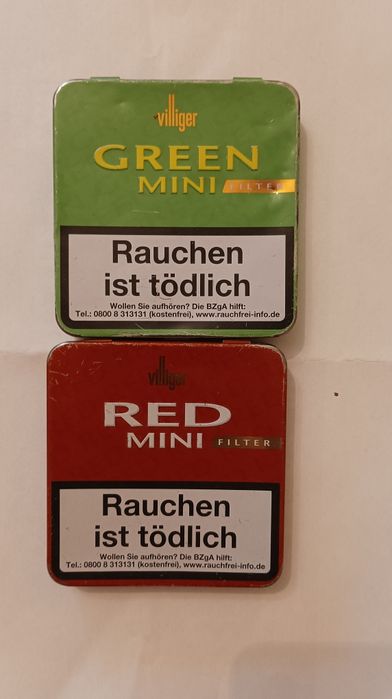 villiger
GREEN
MINI FILTER
Rauchen
ist tödlich
Wollen Sie aufhören? Die BZgA hilft:
Tel.: 0800 8 313131 (kostenfrei), www.rauchfrei-info.de
villiger
RED
MINI FILTER
Rauchen
ist tödlich
Wollen Sie aufhören? Die BZgA hilft:
Tel.: 0800 8 313131 (kostenfrei), www.rauchfrei-info.de